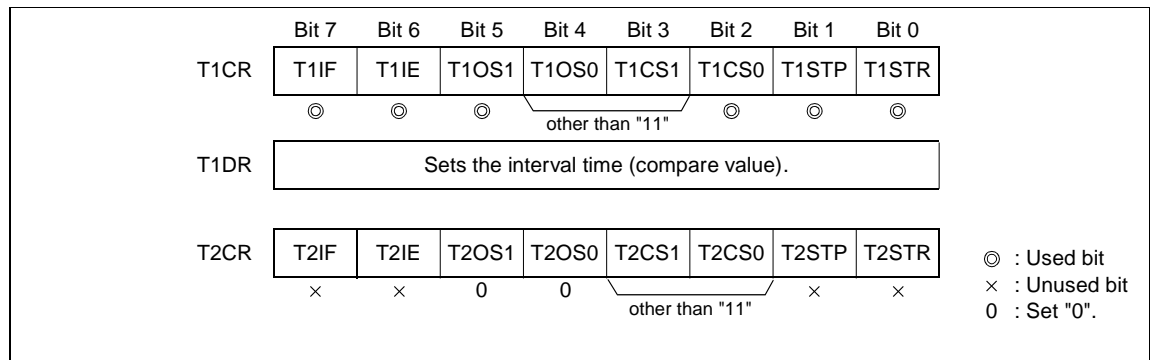 Bit 7 Bit 6 Bit 5 Bit 4 Bit 3 Bit 2 Bit 1 Bit 0
T1CR T1IF T1IE T1OS1 T1OS0 T1CS1 T1CS0 T1STP T1STR
◎ ◎ ◎ other than "11" ◎ ◎ ◎
T1DR Sets the interval time (compare value).
T2CR T2IF T2IE T2OS1 T2OS0 T2CS1 T2CS0 T2STP T2STR
× × 0 0 other than "11" × ×
◎ : Used bit
× : Unused bit
0 : Set "0".